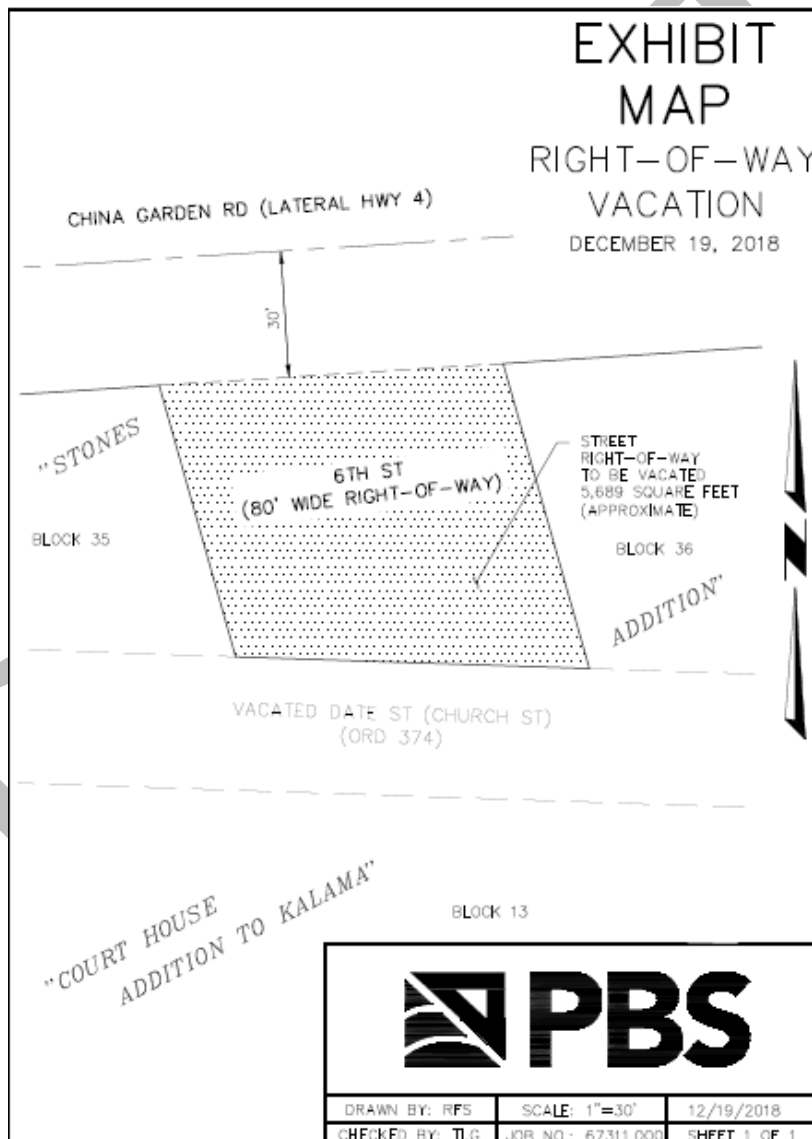 EXHIBIT
MAP
RIGHT-OF-WAY
VACATION
DECEMBER 19, 2018
CHINA GARDEN RD (LATERAL HWY 4)
30'
"STONES
6TH ST
(80' WIDE RIGHT-OF-WAY)
STREET
RIGHT-OF-WAY
TO BE VACATED
5,689 SQUARE FEET
(APPROXIMATE)
BLOCK 35
BLOCK 36
N
ADDITION"
VACATED DATE ST (CHURCH ST)
(ORD 374)
"COURT HOUSE
ADDITION TO KALAMA"
BLOCK 13
PBS
DRAWN BY: RFS
SCALE: 1"=30'
12/19/2018
CHECKED BY: TLG
JOB NO.: 67311.000
SHEET 1 OF 1